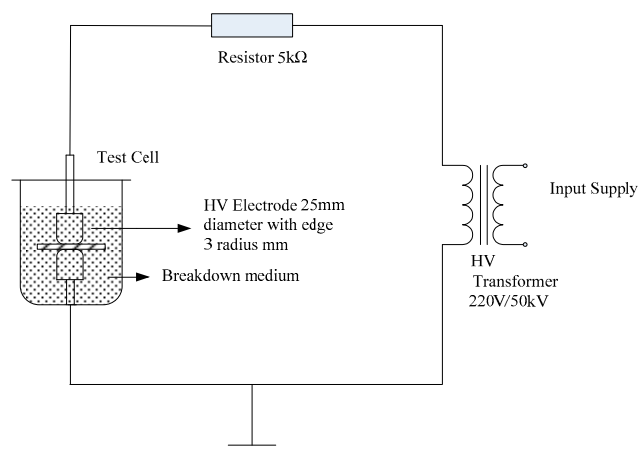 Resistor 5kΩ
Test Cell
HV Electrode 25mm
diameter with edge
3 radius mm
Breakdown medium
Input Supply
HV
Transformer
220V/50kV